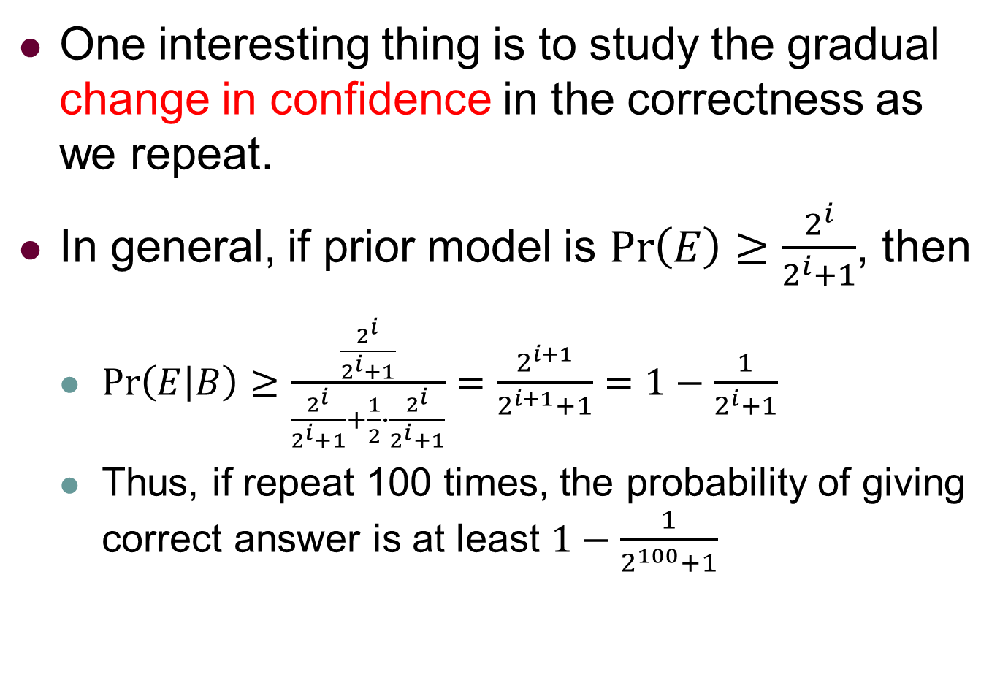 ● One interesting thing is to study the gradual
change in confidence in the correctness as
we repeat.
● In general, if prior model is Pr(𝐸) ≥ \frac{2^i}{2^i+1}, then
● Pr(𝐸|𝐵) ≥ \frac{\frac{2^i}{2^i+1}}{\frac{2^i}{2^i+1}+\frac{1}{2}·\frac{2^i}{2^i+1}} = \frac{2^{i+1}}{2^{i+1}+1} = 1 − \frac{1}{2^i+1}
● Thus, if repeat 100 times, the probability of giving
correct answer is at least 1 − \frac{1}{2^{100}+1}